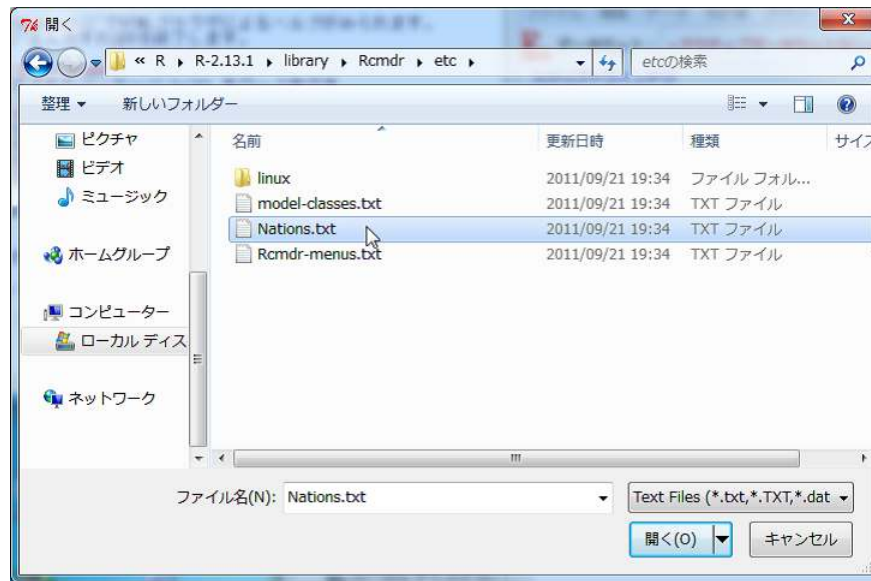 開く
« R ▸ R-2.13.1 ▸ library ▸ Rcmdr ▸ etc ▸
etcの検索
整理 ▼ 新しいフォルダー
ピクチャ
ビデオ
ミュージック
ホームグループ
コンピューター
ローカル ディス
ネットワーク
名前 更新日時 種類 サイズ
linux 2011/09/21 19:34 ファイル フォル...
model-classes.txt 2011/09/21 19:34 TXT ファイル
Nations.txt 2011/09/21 19:34 TXT ファイル
Rcmdr-menus.txt 2011/09/21 19:34 TXT ファイル
ファイル名(N): Nations.txt
Text Files (*.txt,*.TXT,*.dat
開く(O) キャンセル